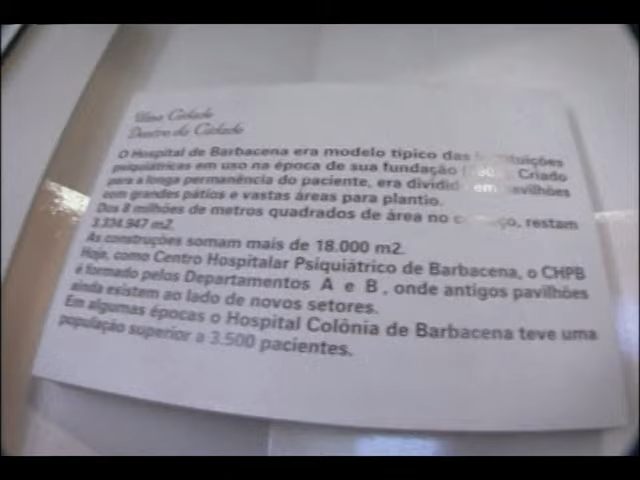 Uma Cidade
Dentro da Cidade
O Hospital de Barbacena era modelo típico das
psiquiátricas em uso na época de sua fundação Criado
para a longa permanência do paciente, era dividido em pavilhões
com grandes pátios e vastas áreas para plantio.
Dos 8 milhões de metros quadrados de área no restam
3.334.947 m2.
As construções somam mais de 18.000 m2.
Hoje, como Centro Hospitalar Psiquiátrico de Barbacena, o CHPB
é formado pelos Departamentos A e B , onde antigos pavilhões
ainda existem ao lado de novos setores.
Em algumas épocas o Hospital Colônia de Barbacena teve uma
população superior a 3.500 pacientes.